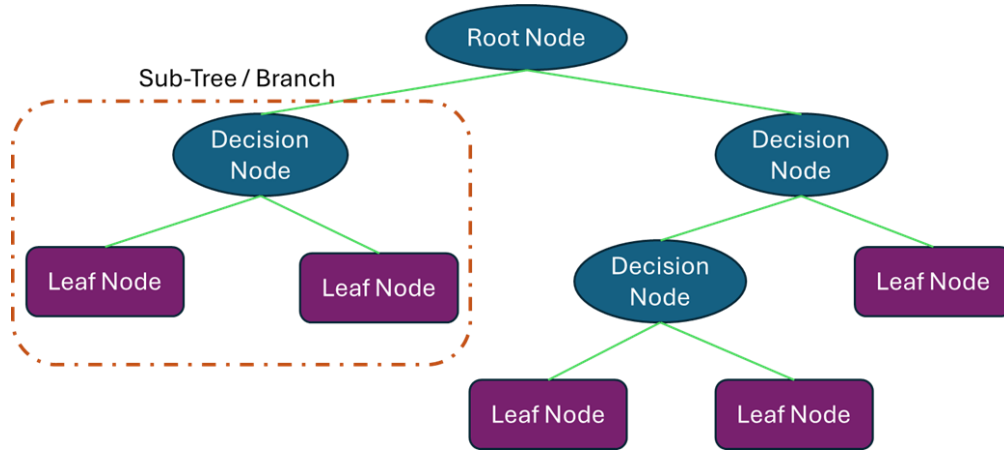 Root Node
Sub-Tree / Branch
Decision
Node
Decision
Node
Leaf Node
Leaf Node
Decision
Node
Leaf Node
Leaf Node
Leaf Node